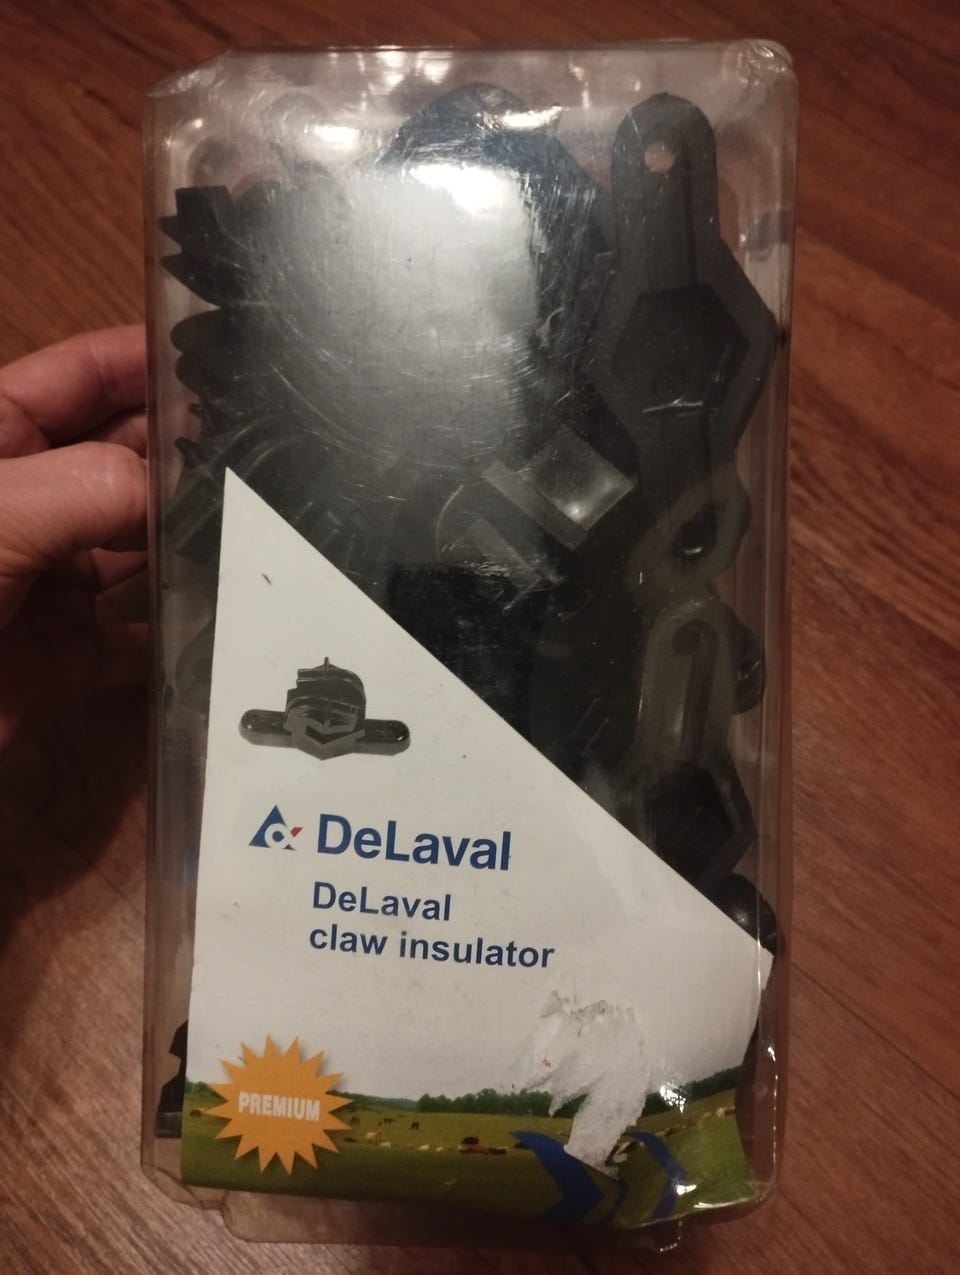 DeLaval
DeLaval
claw insulator
PREMIUM